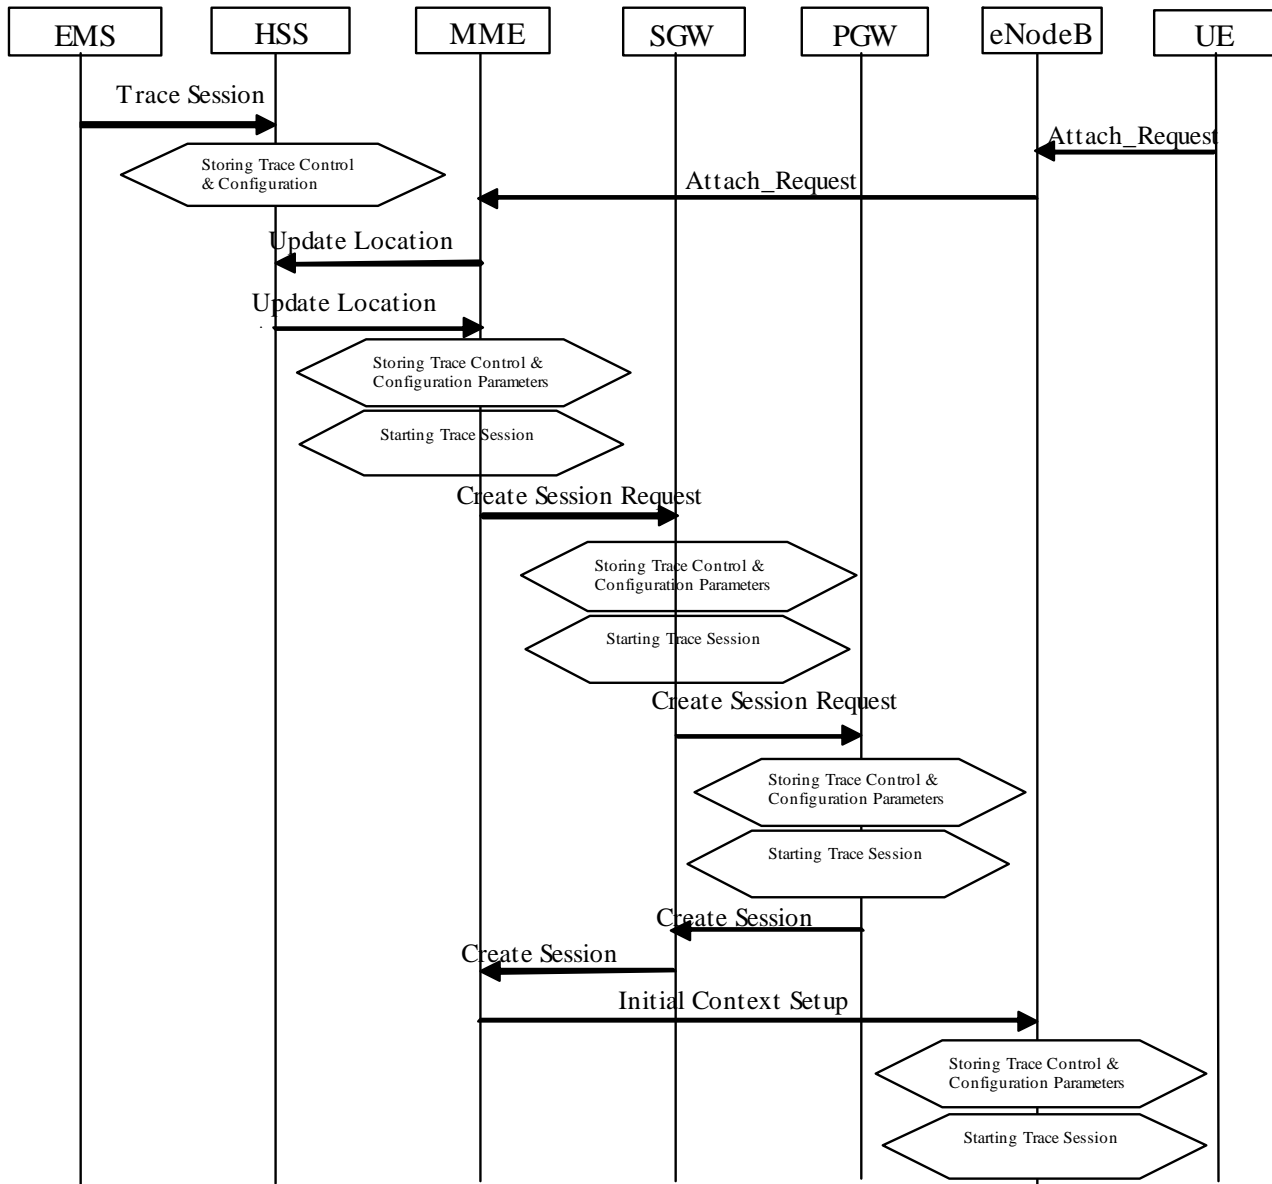 EMS
HSS
MME
SGW
PGW
eNodeB
UE
Trace Session
Attach_Request
Storing Trace Control
& Configuration
Attach_Request
Update Location
Update Location
Storing Trace Control &
Configuration Parameters
Starting Trace Session
Create Session Request
Storing Trace Control &
Configuration Parameters
Starting Trace Session
Create Session Request
Storing Trace Control &
Configuration Parameters
Starting Trace Session
Create Session
Create Session
Initial Context Setup
Storing Trace Control &
Configuration Parameters
Starting Trace Session